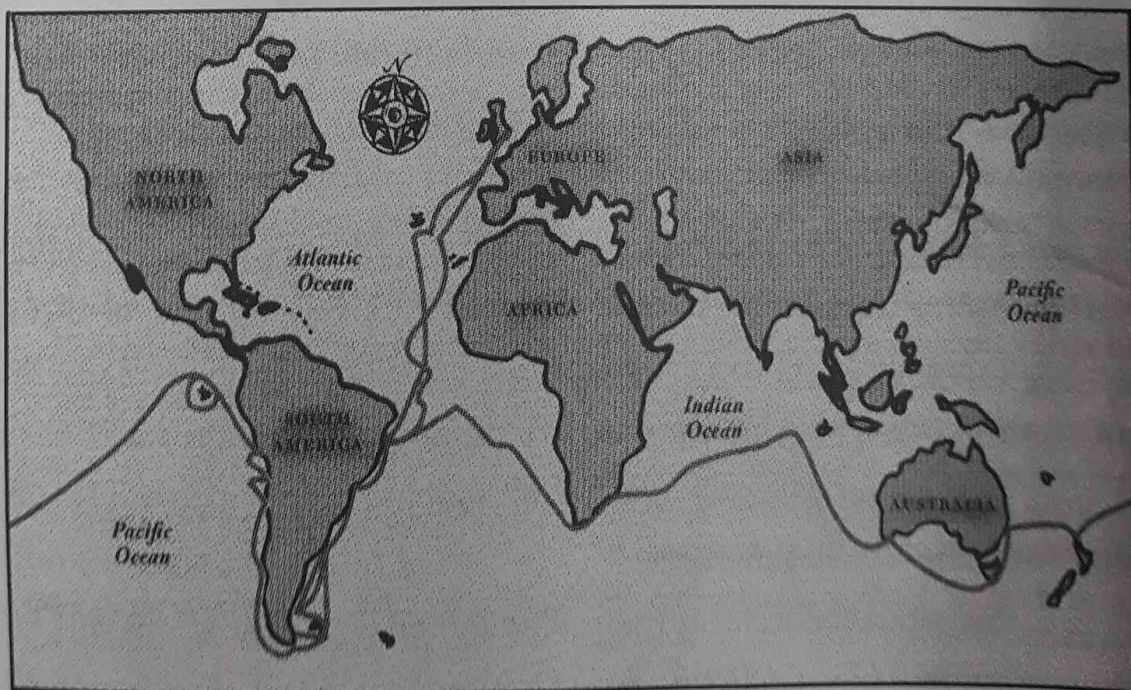 N
NORTH
AMERICA
EUROPE
ASIA
Atlantic
Ocean
AFRICA
Pacific
Ocean
SOUTH
AMERICA
Indian
Ocean
AUSTRALIA
Pacific
Ocean